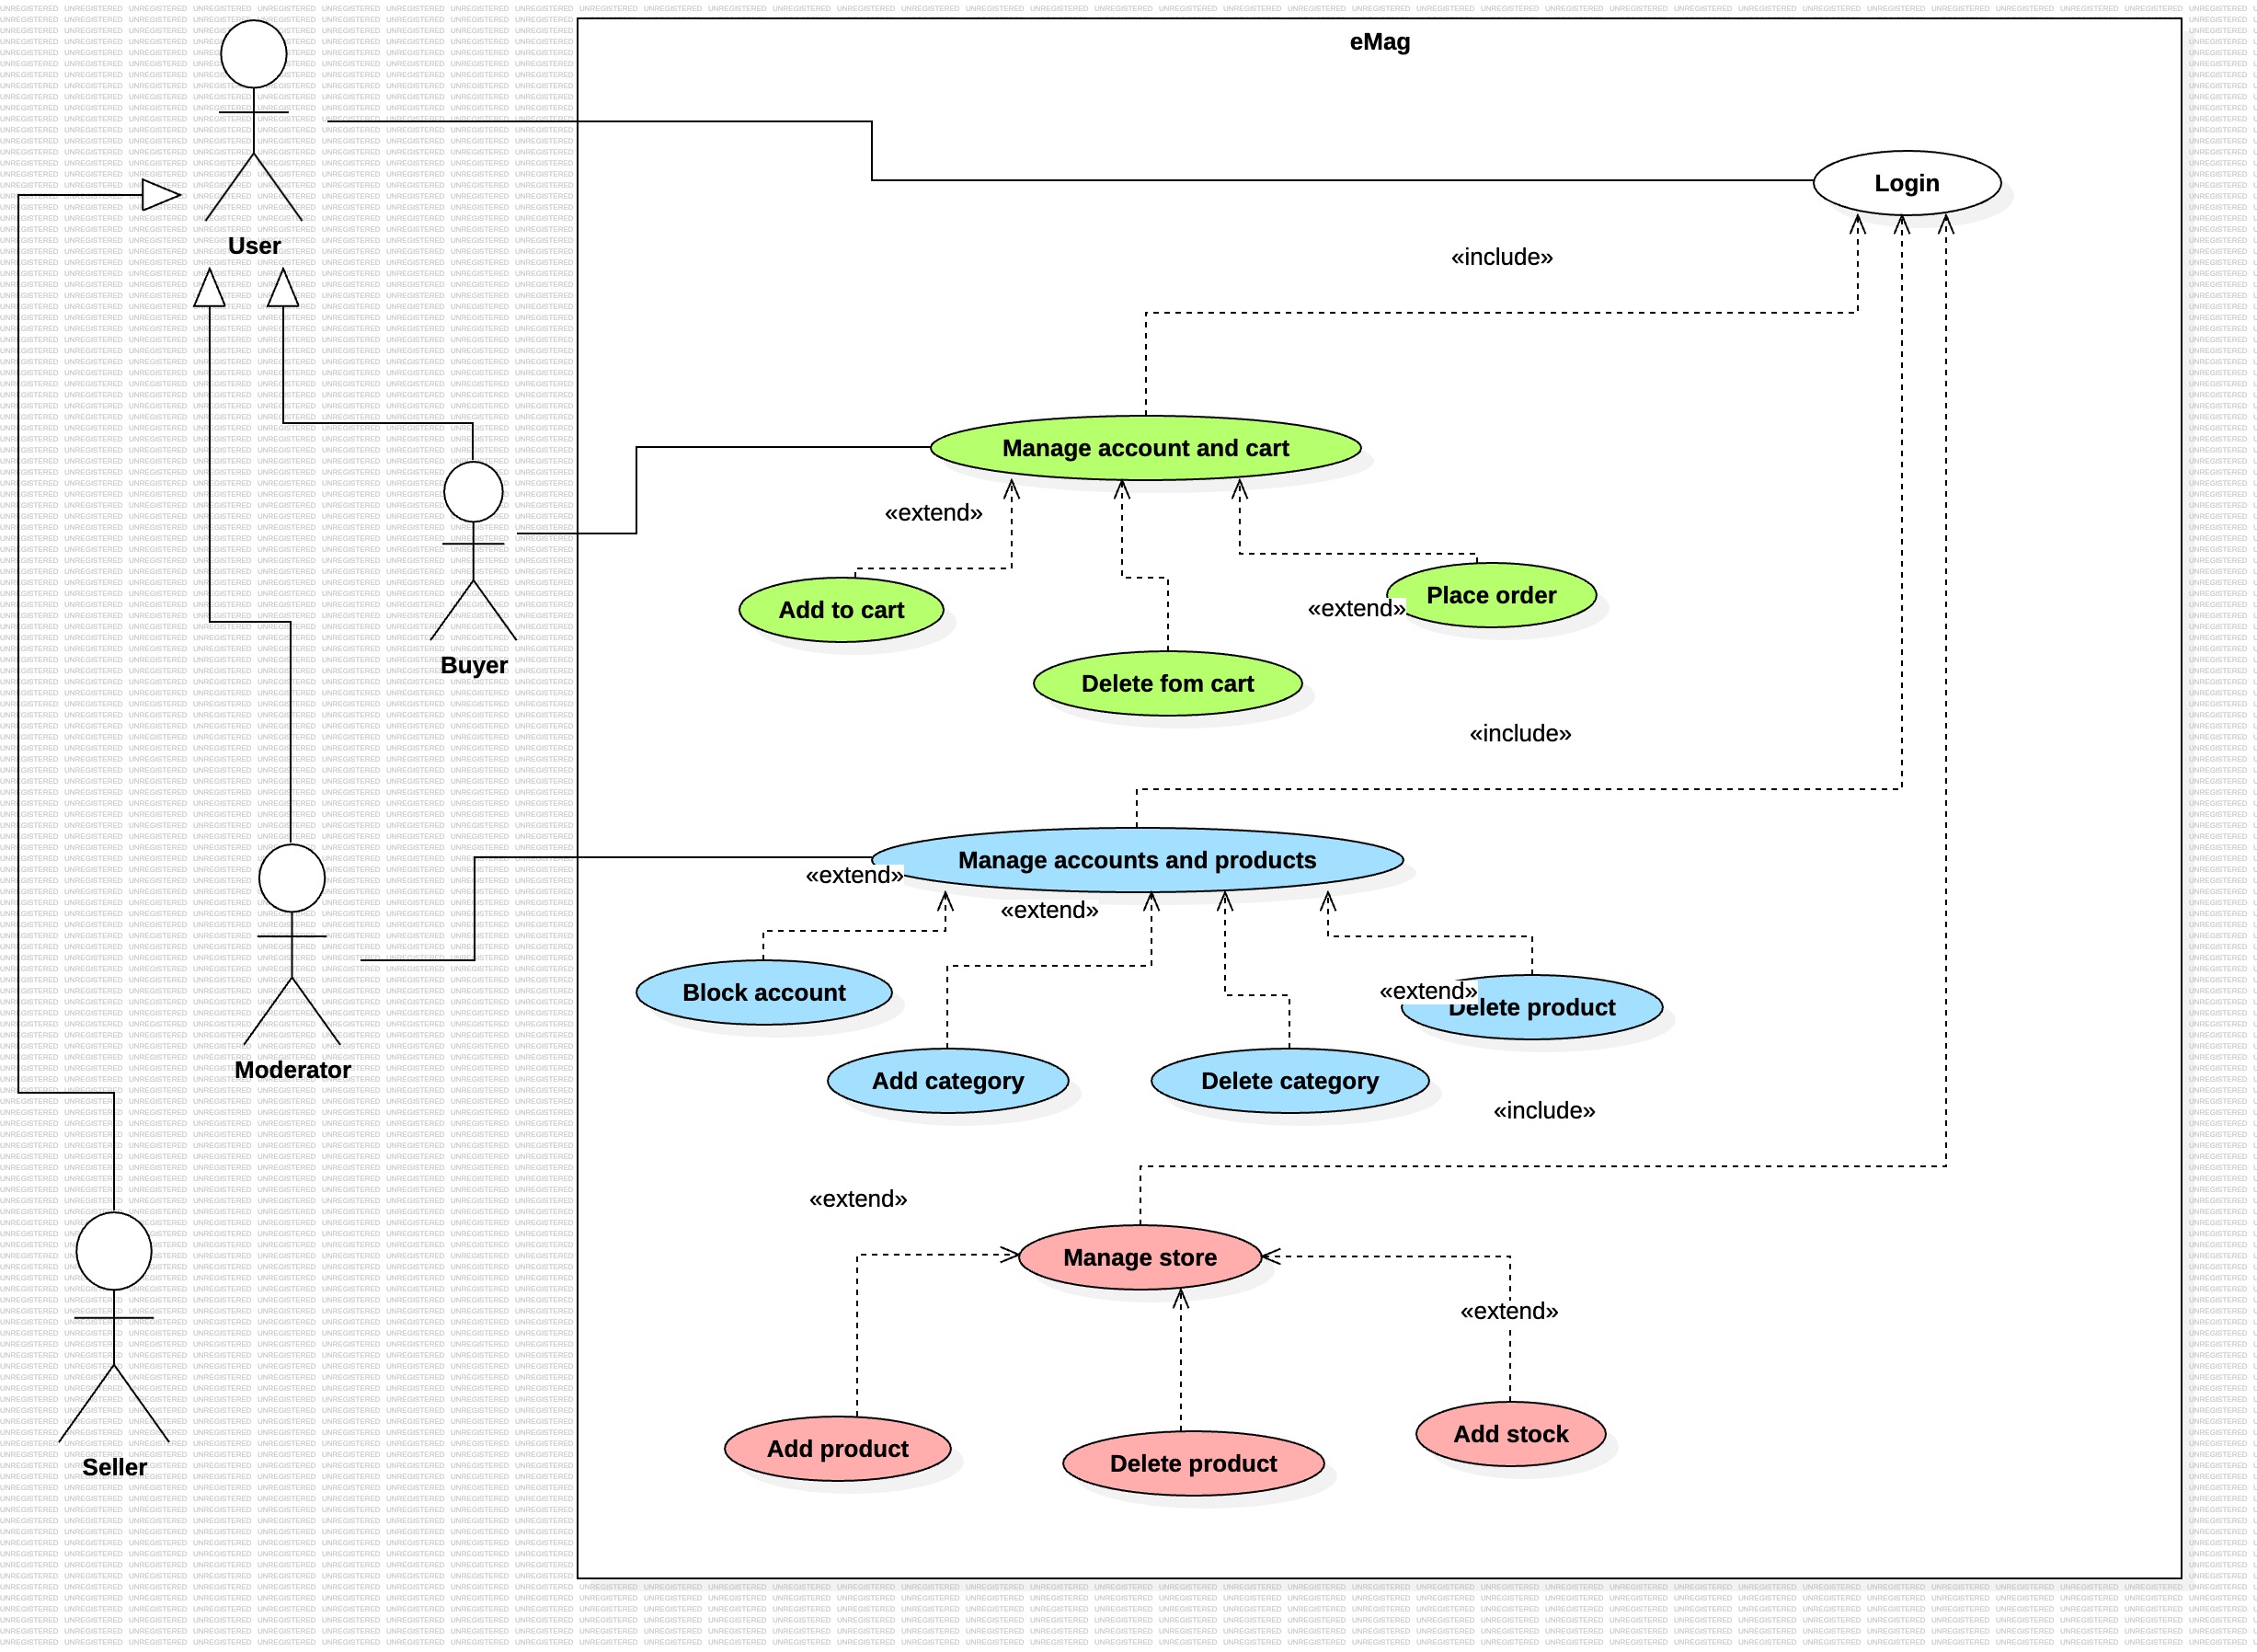 eMag
Login
User
«include»
Manage account and cart
«extend»
Add to cart
Place order
«extend»
Buyer
Delete fom cart
«include»
Manage accounts and products
«extend»
«extend»
Block account
«extend»
Delete product
Moderator
Add category
Delete category
«include»
«extend»
Manage store
«extend»
Add stock
Add product
Delete product
Seller
UNREGISTERED